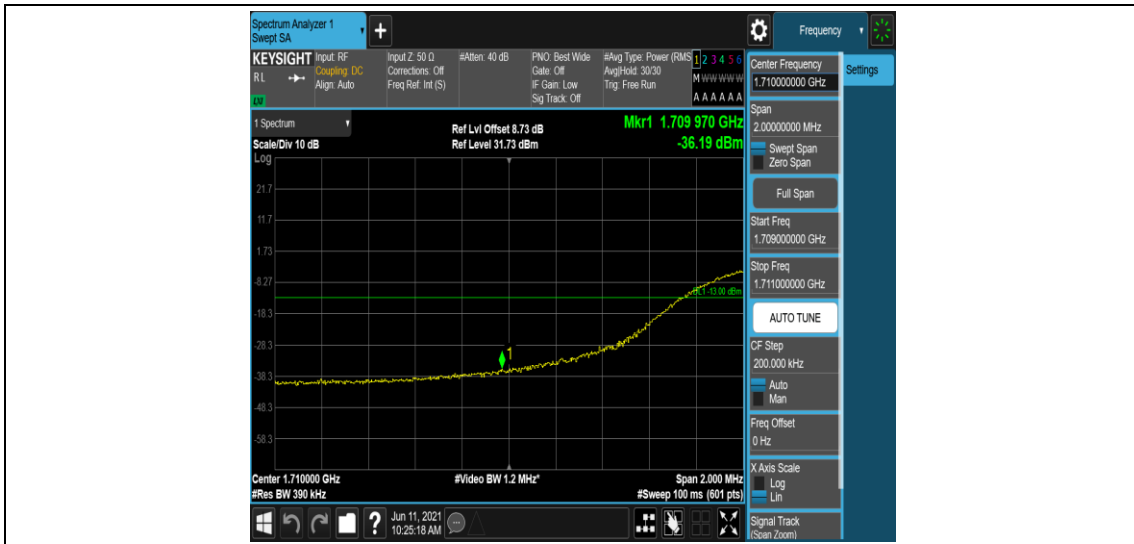 Spectrum Analyzer 1
Swept SA
+
Frequency
KEYSIGHT
RL
LXI
Input: RF
Coupling: DC
Align: Auto
Input Z: 50 Ω
Corrections: Off
Freq Ref: Int (S)
#Atten: 40 dB
PNO: Best Wide
Gate: Off
IF Gain: Low
Sig Track: Off
#Avg Type: Power (RMS
Avg|Hold: 30/30
Trig: Free Run
1 2 3 4 5 6
M W W W W W
A A A A A A
1 Spectrum
Scale/Div 10 dB
Log
Ref Lvl Offset 8.73 dB
Ref Level 31.73 dBm
Mkr1 1.709 970 GHz
-36.19 dBm
21.7
11.7
1.73
-8.27
DL1 -13.00 dBm
-18.3
-28.3
1
-38.3
-48.3
-58.3
Center 1.710000 GHz
#Video BW 1.2 MHz*
Span 2.000 MHz
#Res BW 390 kHz
#Sweep 100 ms (601 pts)
?
Jun 11, 2021
10:25:18 AM
Center Frequency
1.710000000 GHz
Settings
Span
2.00000000 MHz
Swept Span
Zero Span
Full Span
Start Freq
1.709000000 GHz
Stop Freq
1.711000000 GHz
AUTO TUNE
CF Step
200.000 kHz
Auto
Man
Freq Offset
0 Hz
X Axis Scale
Log
Lin
Signal Track
(Span Zoom)